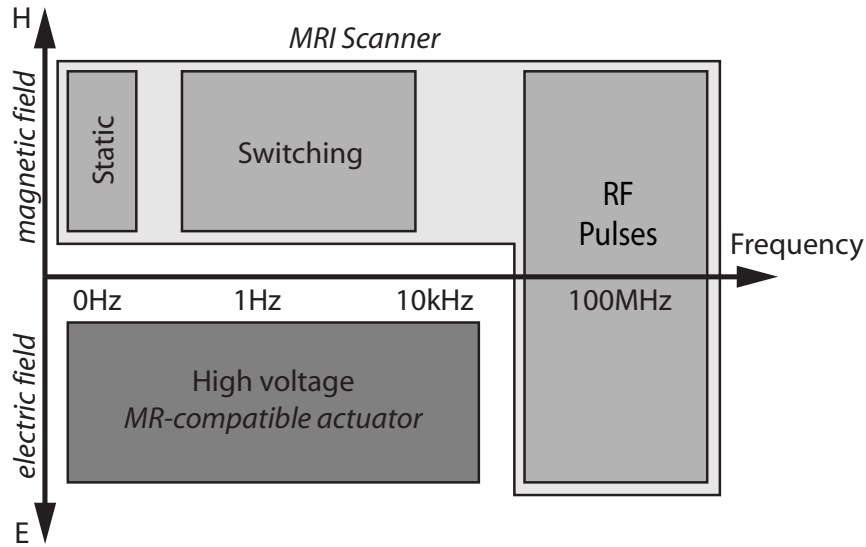 H
MRI Scanner
magnetic field
Static
Switching
RF
Pulses
Frequency
0Hz
1Hz
10kHz
100MHz
electric field
High voltage
MR-compatible actuator
E